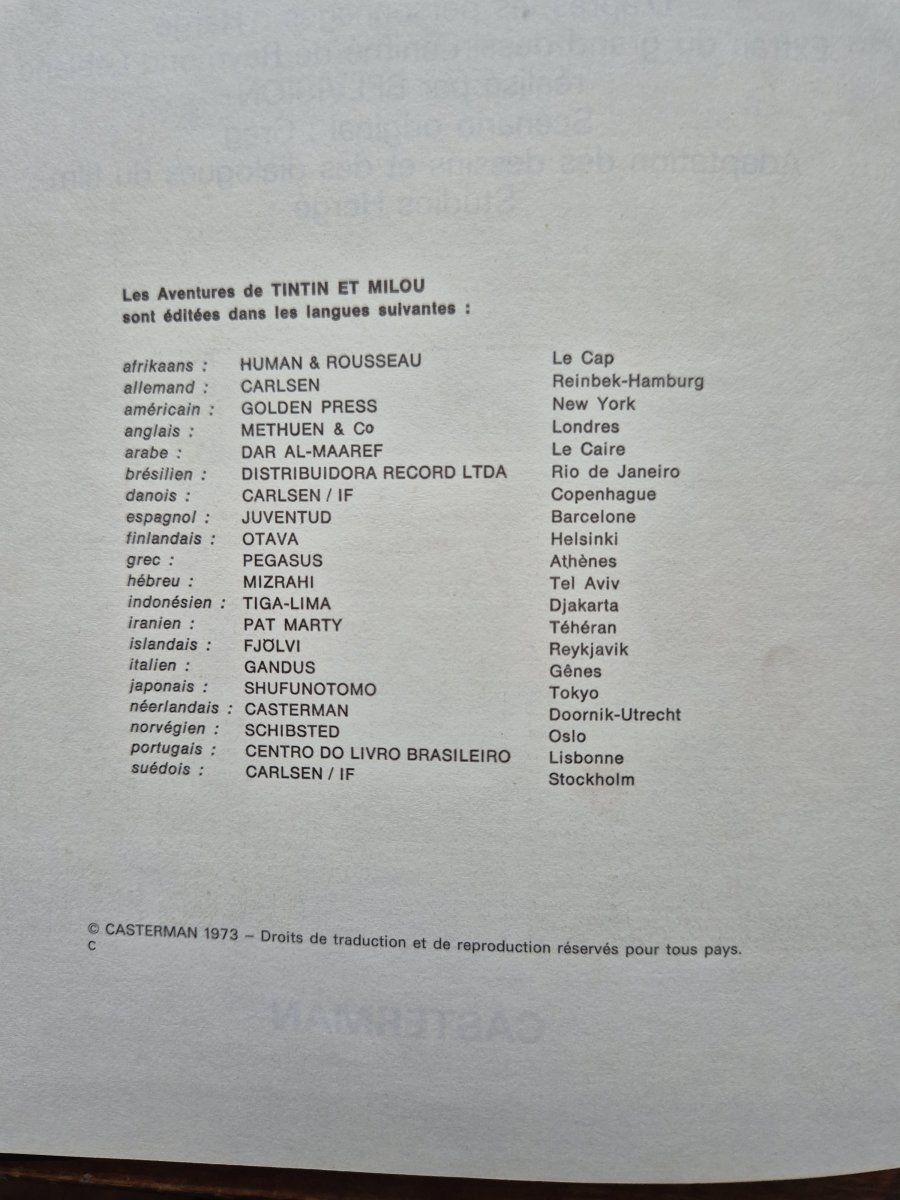 Les Aventures de TINTIN ET MILOU
sont éditées dans les langues suivantes :
afrikaans : HUMAN & ROUSSEAU Le Cap
allemand : CARLSEN Reinbek-Hamburg
américain : GOLDEN PRESS New York
anglais : METHUEN & Co Londres
arabe : DAR AL-MAAREF Le Caire
brésilien : DISTRIBUIDORA RECORD LTDA Rio de Janeiro
danois : CARLSEN / IF Copenhague
espagnol : JUVENTUD Barcelone
finlandais : OTAVA Helsinki
grec : PEGASUS Athènes
hébreu : MIZRAHI Tel Aviv
indonésien : TIGA-LIMA Djakarta
iranien : PAT MARTY Téhéran
islandais : FJÖLVI Reykjavik
italien : GANDUS Gênes
japonais : SHUFUNOTOMO Tokyo
néerlandais : CASTERMAN Doornik-Utrecht
norvégien : SCHIBSTED Oslo
portugais : CENTRO DO LIVRO BRASILEIRO Lisbonne
suédois : CARLSEN / IF Stockholm
© CASTERMAN 1973 – Droits de traduction et de reproduction réservés pour tous pays.
C
CASTERMAN